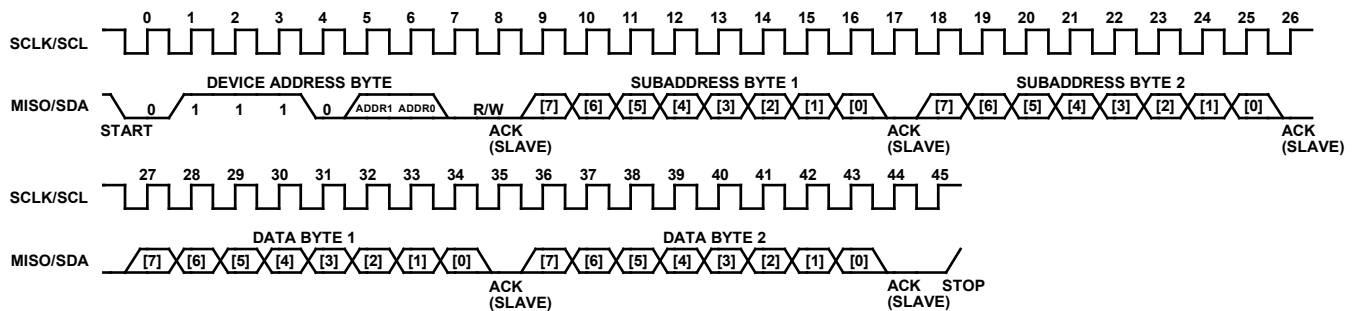 0 1 2 3 4 5 6 7 8 9 10 11 12 13 14 15 16 17 18 19 20 21 22 23 24 25 26
SCLK/SCL
DEVICE ADDRESS BYTE SUBADDRESS BYTE 1 SUBADDRESS BYTE 2
MISO/SDA 0 1 1 1 0 ADDR1 ADDR0 R/W [7] [6] [5] [4] [3] [2] [1] [0] [7] [6] [5] [4] [3] [2] [1] [0]
START ACK ACK ACK
(SLAVE) (SLAVE) (SLAVE)
27 28 29 30 31 32 33 34 35 36 37 38 39 40 41 42 43 44 45
SCLK/SCL
DATA BYTE 1 DATA BYTE 2
MISO/SDA [7] [6] [5] [4] [3] [2] [1] [0] [7] [6] [5] [4] [3] [2] [1] [0]
ACK ACK STOP
(SLAVE) (SLAVE)